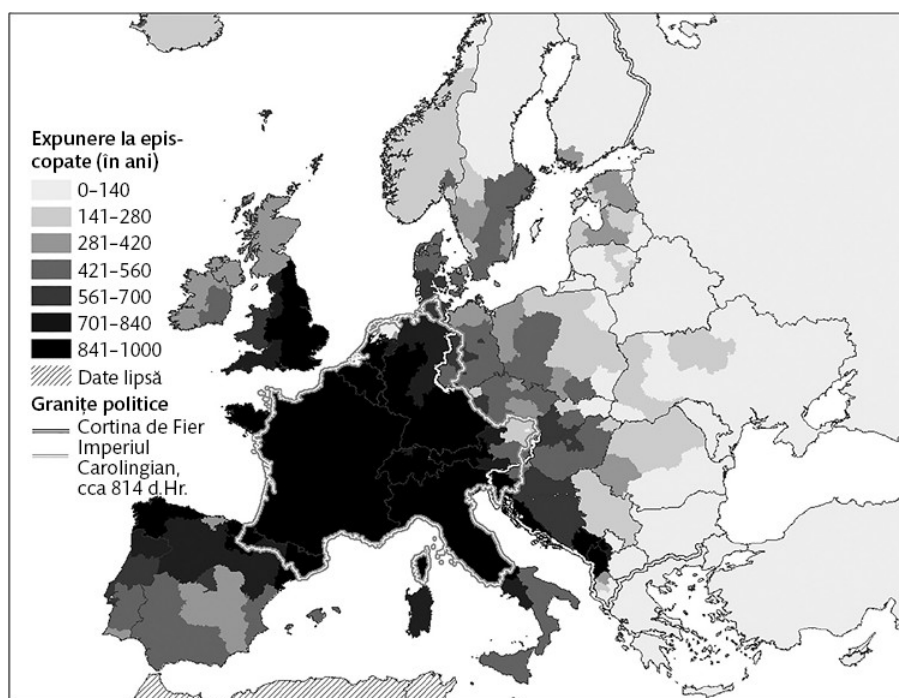 Expunere la epis-
copate (în ani)
0–140
141–280
281–420
421–560
561–700
701–840
841–1000
Date lipsă
Granițe politice
Cortina de Fier
Imperiul
Carolingian,
cca 814 d.Hr.